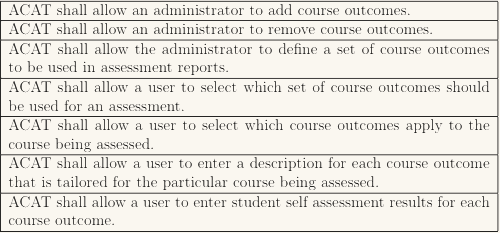 ACAT shall allow an administrator to add course outcomes.
ACAT shall allow an administrator to remove course outcomes.
ACAT shall allow the administrator to define a set of course outcomes
to be used in assessment reports.
ACAT shall allow a user to select which set of course outcomes should
be used for an assessment.
ACAT shall allow a user to select which course outcomes apply to the
course being assessed.
ACAT shall allow a user to enter a description for each course outcome
that is tailored for the particular course being assessed.
ACAT shall allow a user to enter student self assessment results for each
course outcome.